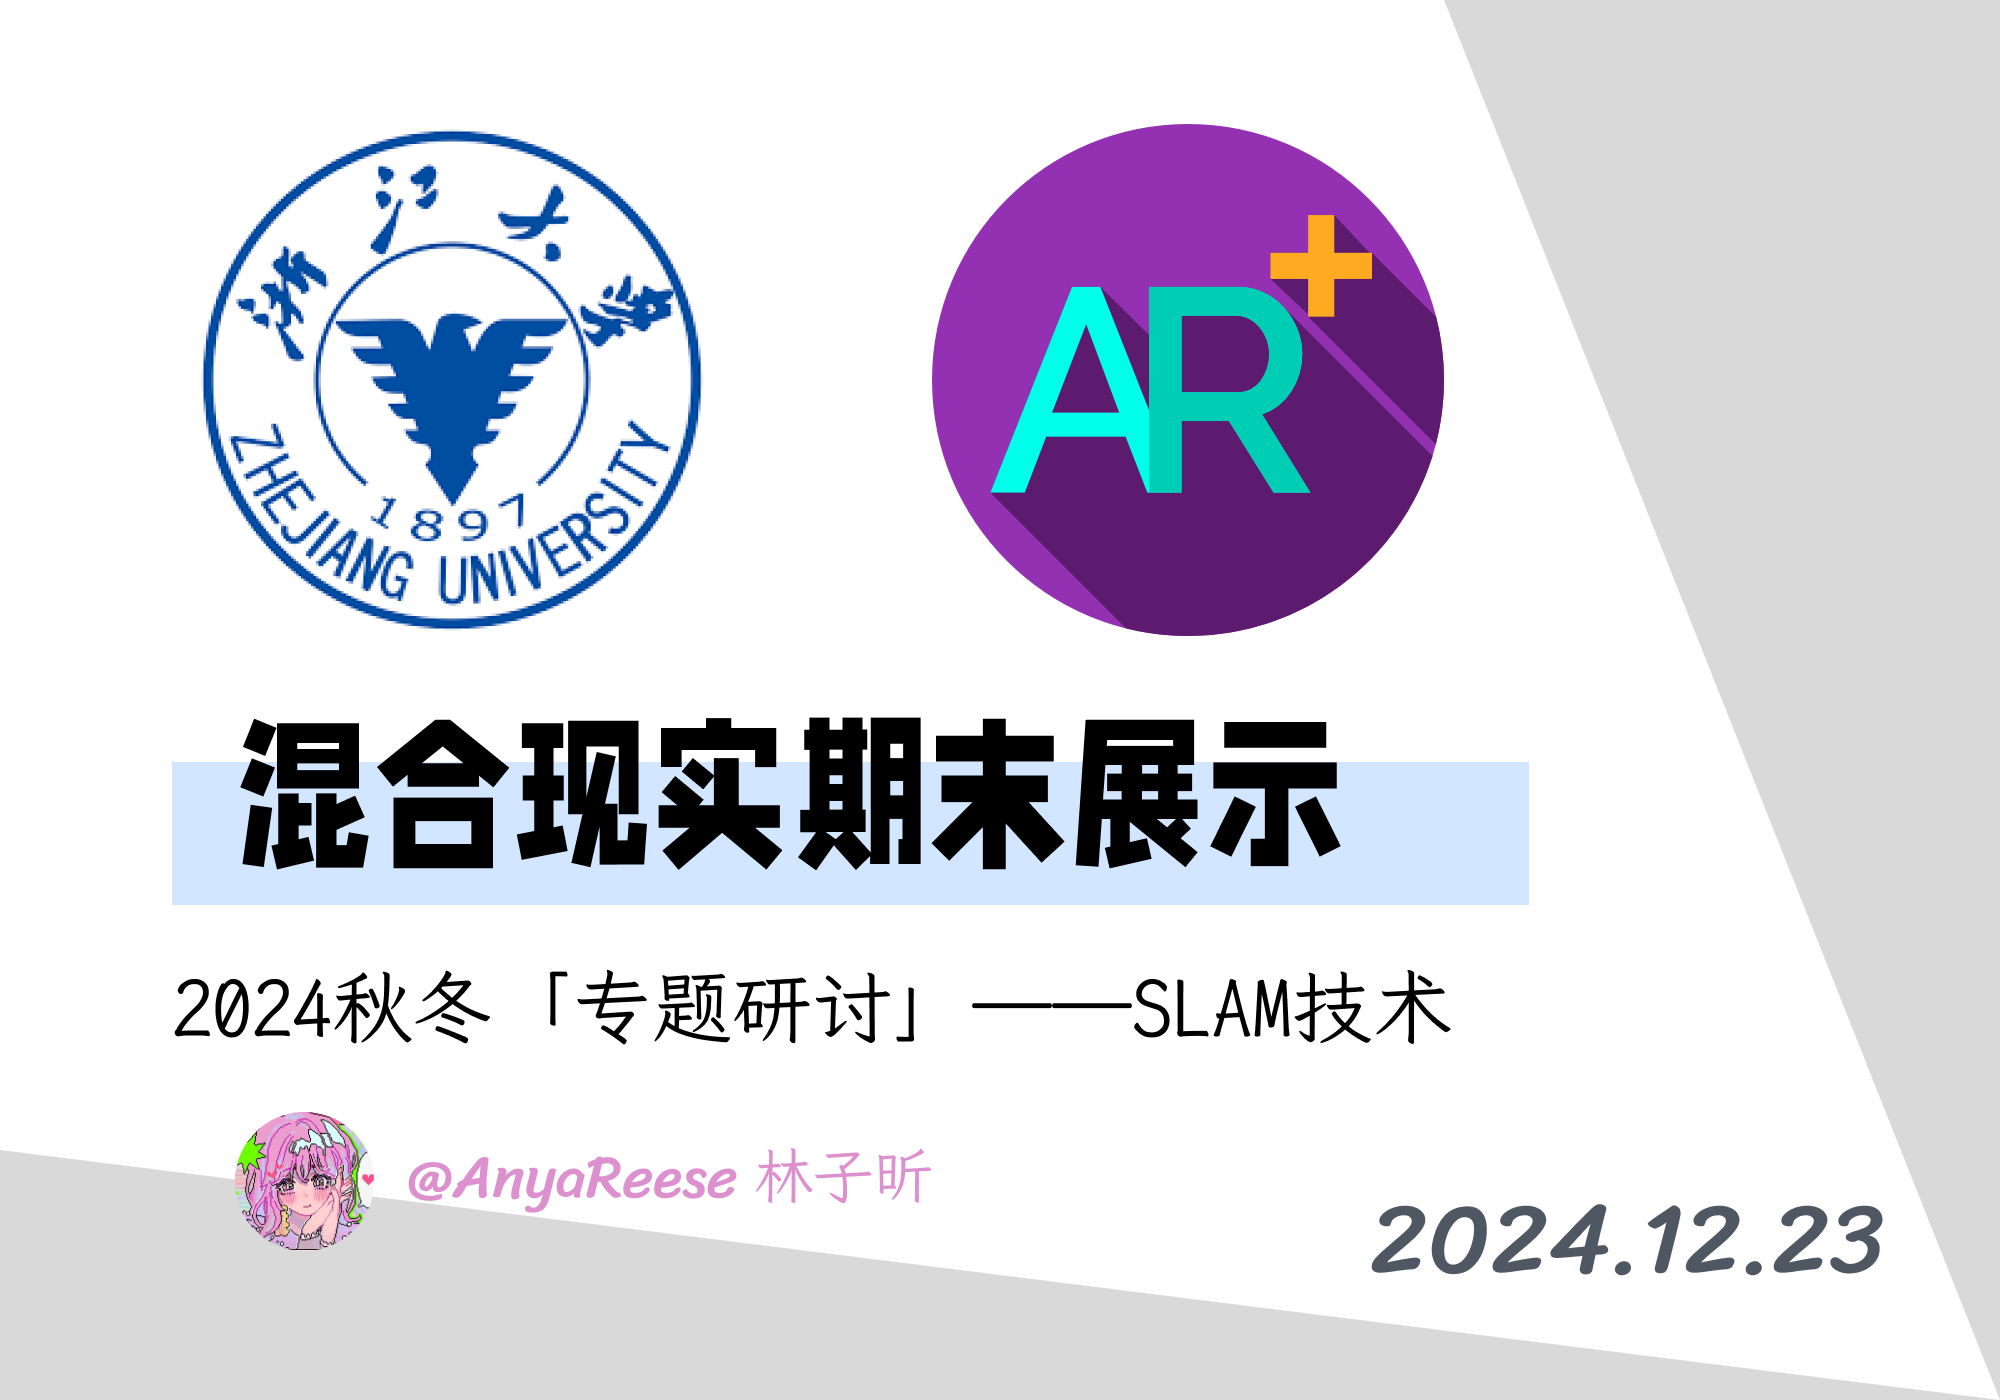 浙江大學
ZHEJIANG UNIVERSITY
1897
AR+
混合现实期末展示
2024秋冬「专题研讨」——SLAM技术
@AnyaReese 林子昕
2024.12.23